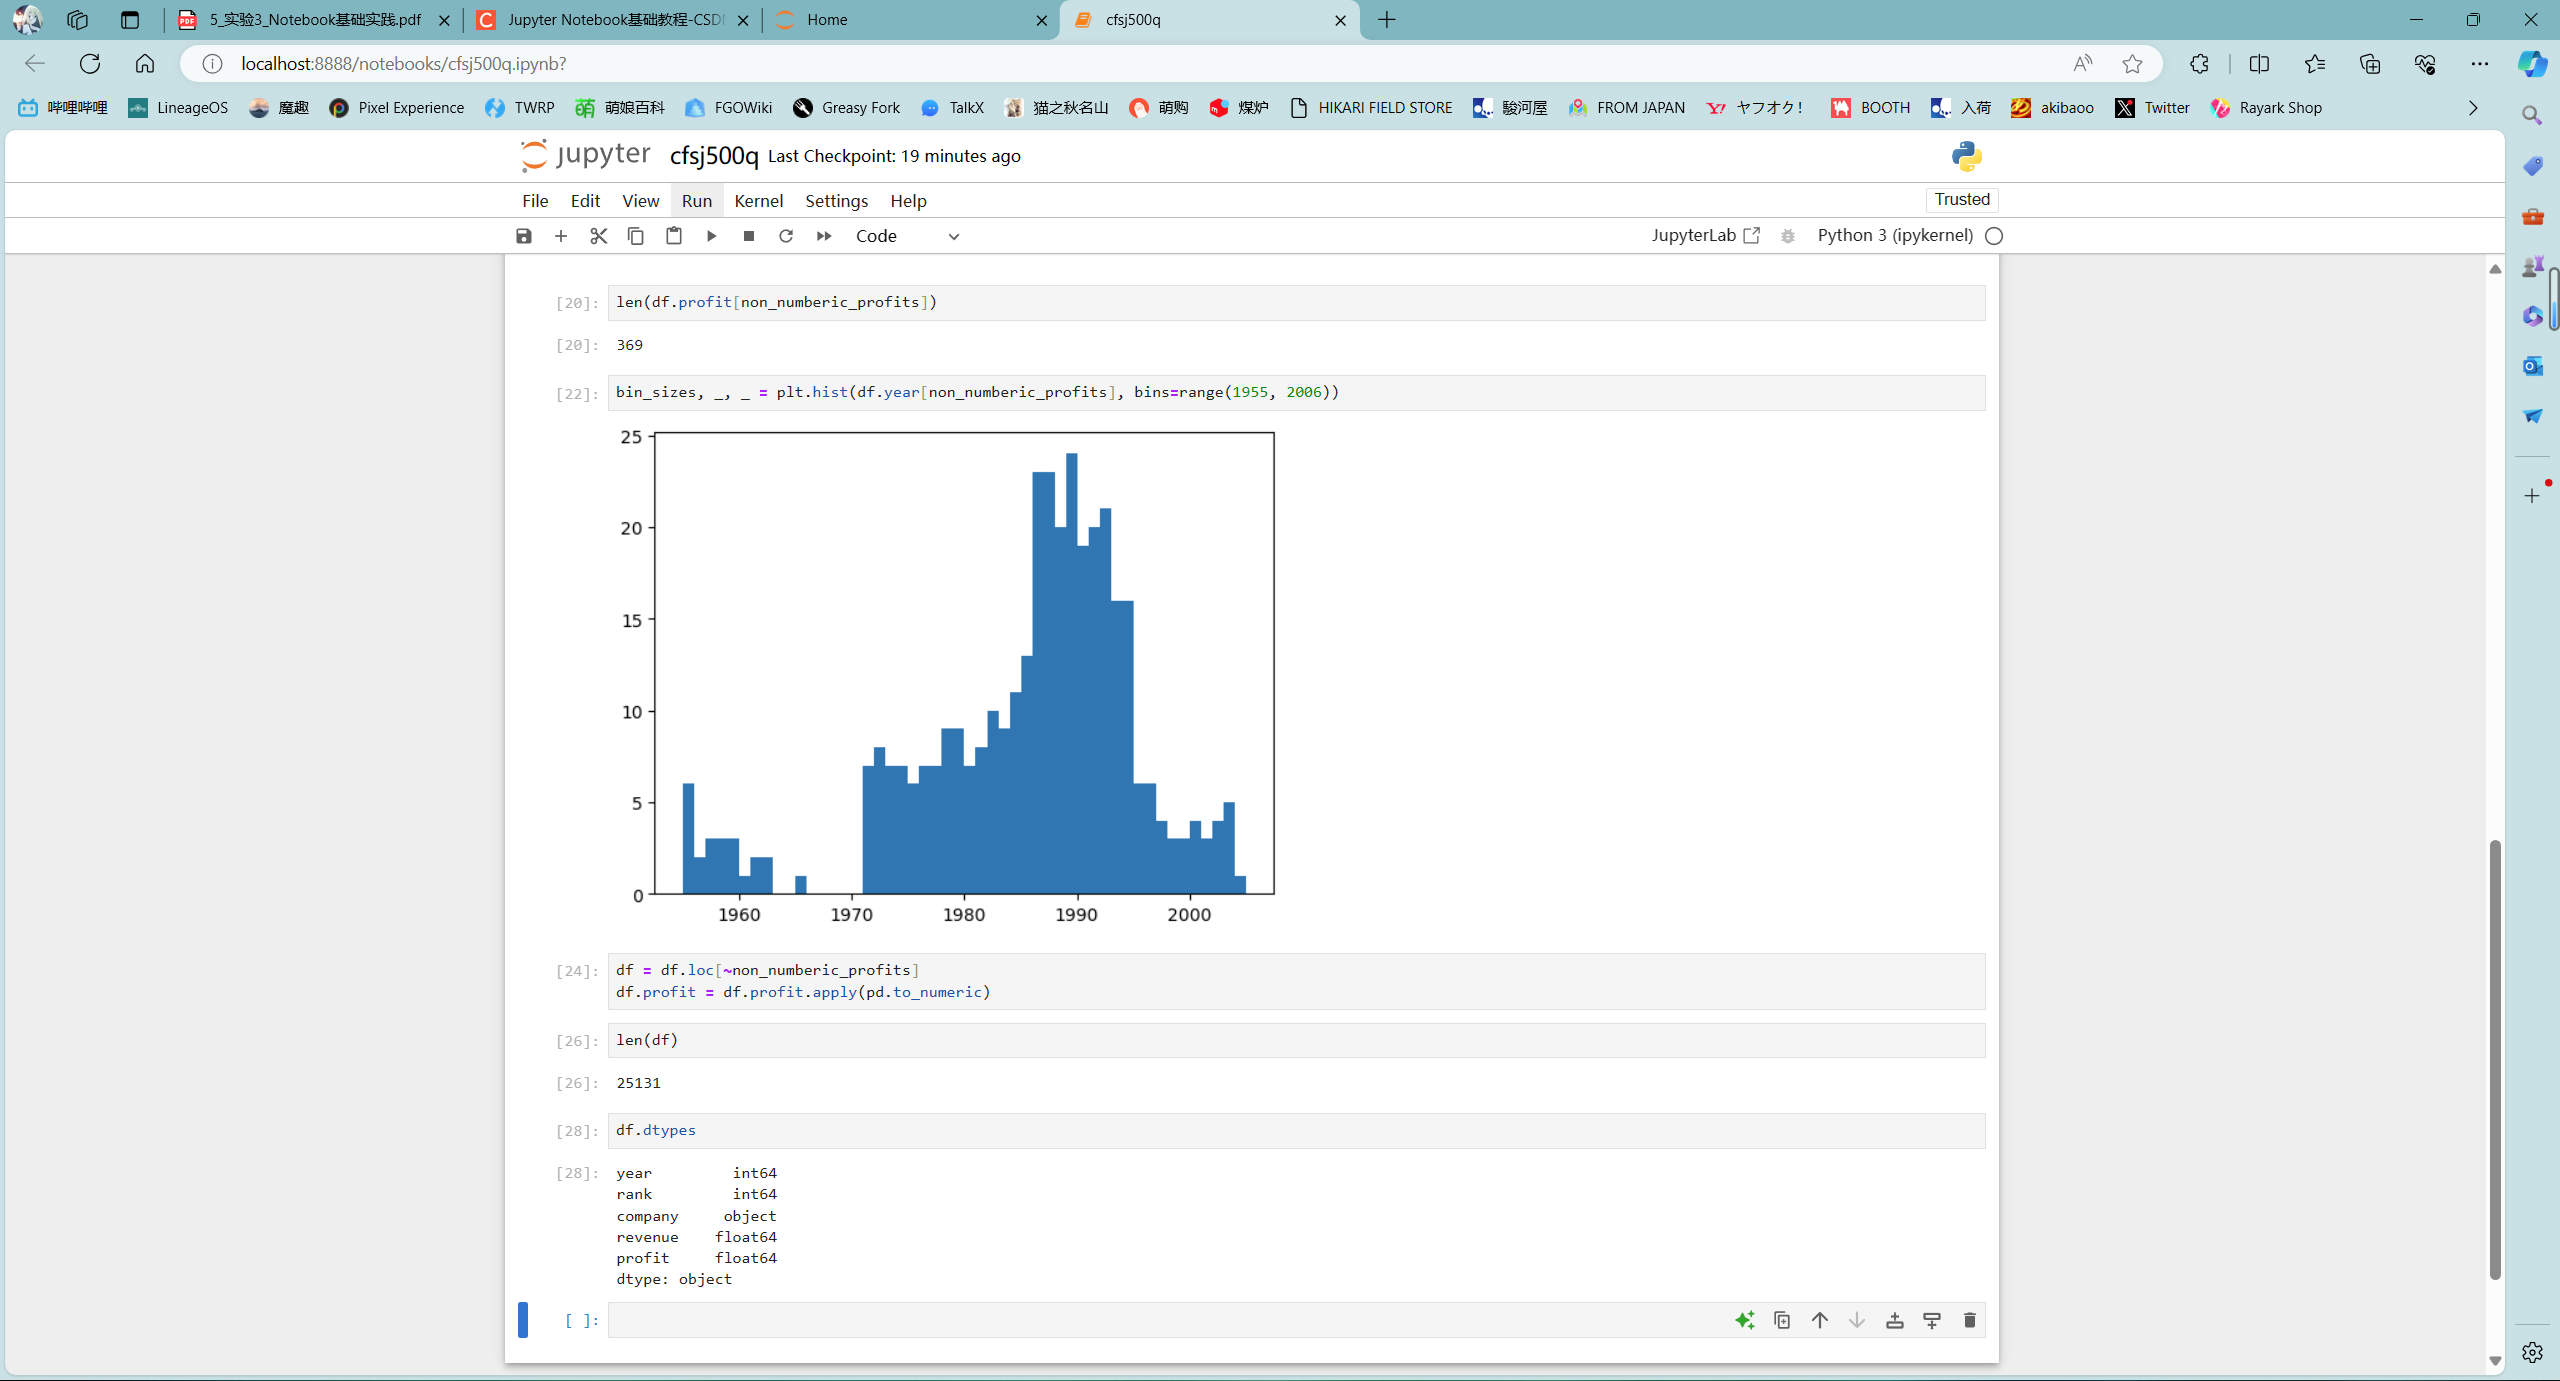 5_实验3_Notebook基础实践.pdf
Jupyter Notebook基础教程-CSD
Home
cfsj500q
localhost:8888/notebooks/cfsj500q.ipynb?
哔哩哔哩 LineageOS 魔趣 Pixel Experience TWRP 萌娘百科 FGOWiki Greasy Fork TalkX 猫之秋名山 萌购 煤炉 HIKARI FIELD STORE 駿河屋 FROM JAPAN ヤフオク! BOOTH 入荷 akibaoo Twitter Rayark Shop
jupyter cfsj500q Last Checkpoint: 19 minutes ago
File Edit View Run Kernel Settings Help
Trusted
Code
JupyterLab
Python 3 (ipykernel)
[20]: len(df.profit[non_numberic_profits])
[20]: 369
[22]: bin_sizes, _, _ = plt.hist(df.year[non_numberic_profits], bins=range(1955, 2006))
25
20
15
10
5
0
1960 1970 1980 1990 2000
[24]: df = df.loc[~non_numberic_profits]
df.profit = df.profit.apply(pd.to_numeric)
[26]: len(df)
[26]: 25131
[28]: df.dtypes
[28]: year int64
rank int64
company object
revenue float64
profit float64
dtype: object
[ ]: